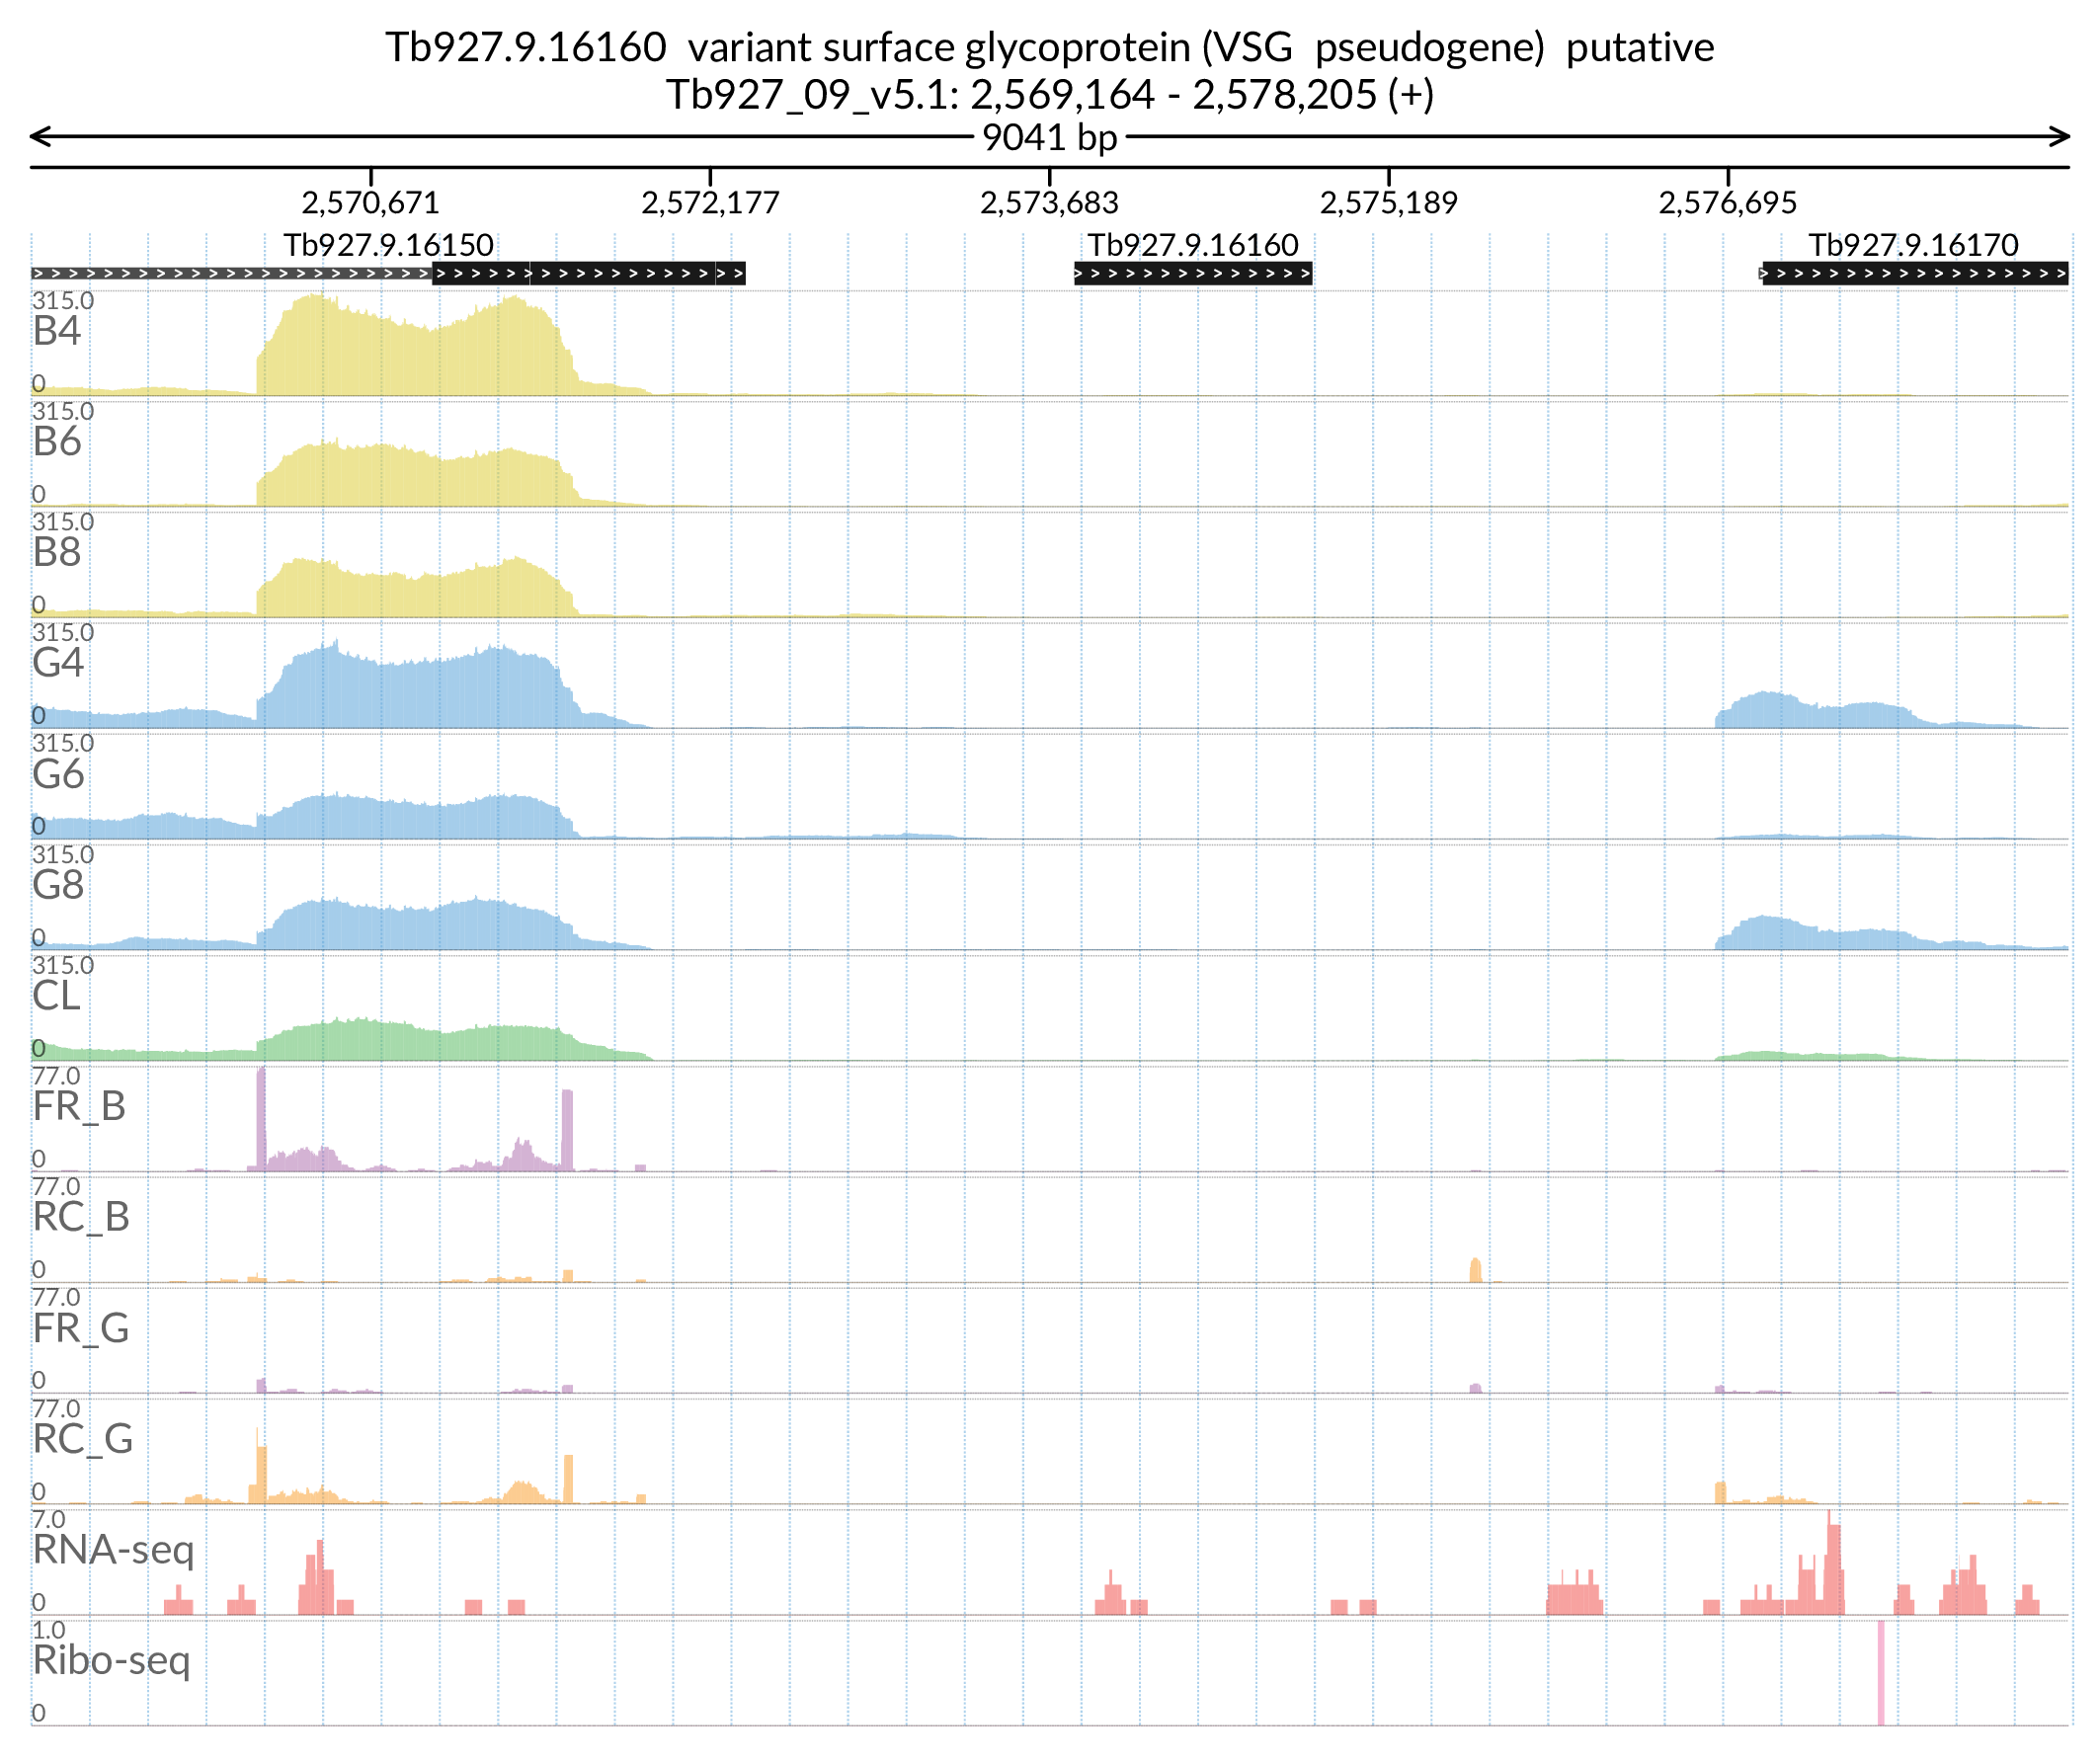 Tb927.9.16160 variant surface glycoprotein (VSG pseudogene) putative
Tb927_09_v5.1: 2,569,164 - 2,578,205 (+)
9041 bp
2,570,671 2,572,177 2,573,683 2,575,189 2,576,695
Tb927.9.16150 Tb927.9.16160 Tb927.9.16170
315.0
B4
0
315.0
B6
0
315.0
B8
0
315.0
G4
0
315.0
G6
0
315.0
G8
0
315.0
CL
0
77.0
FR_B
0
77.0
RC_B
0
77.0
FR_G
0
77.0
RC_G
0
7.0
RNA-seq
0
1.0
Ribo-seq
0